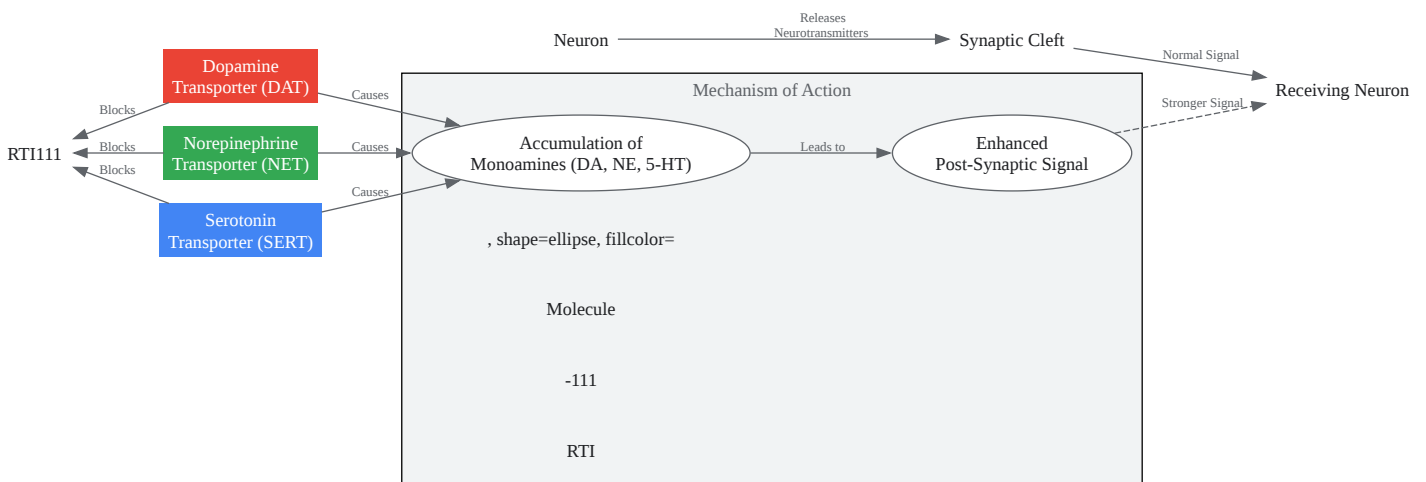 Releases
Neurotransmitters
Neuron
Synaptic Cleft
Normal Signal
Dopamine
Transporter (DAT)
Causes
Mechanism of Action
Receiving Neuron
Stronger Signal
Blocks
RTI111
Blocks
Norepinephrine
Transporter (NET)
Causes
Accumulation of
Monoamines (DA, NE, 5-HT)
Leads to
Enhanced
Post-Synaptic Signal
Blocks
Causes
Serotonin
Transporter (SERT)
, shape=ellipse, fillcolor=
Molecule
-111
RTI